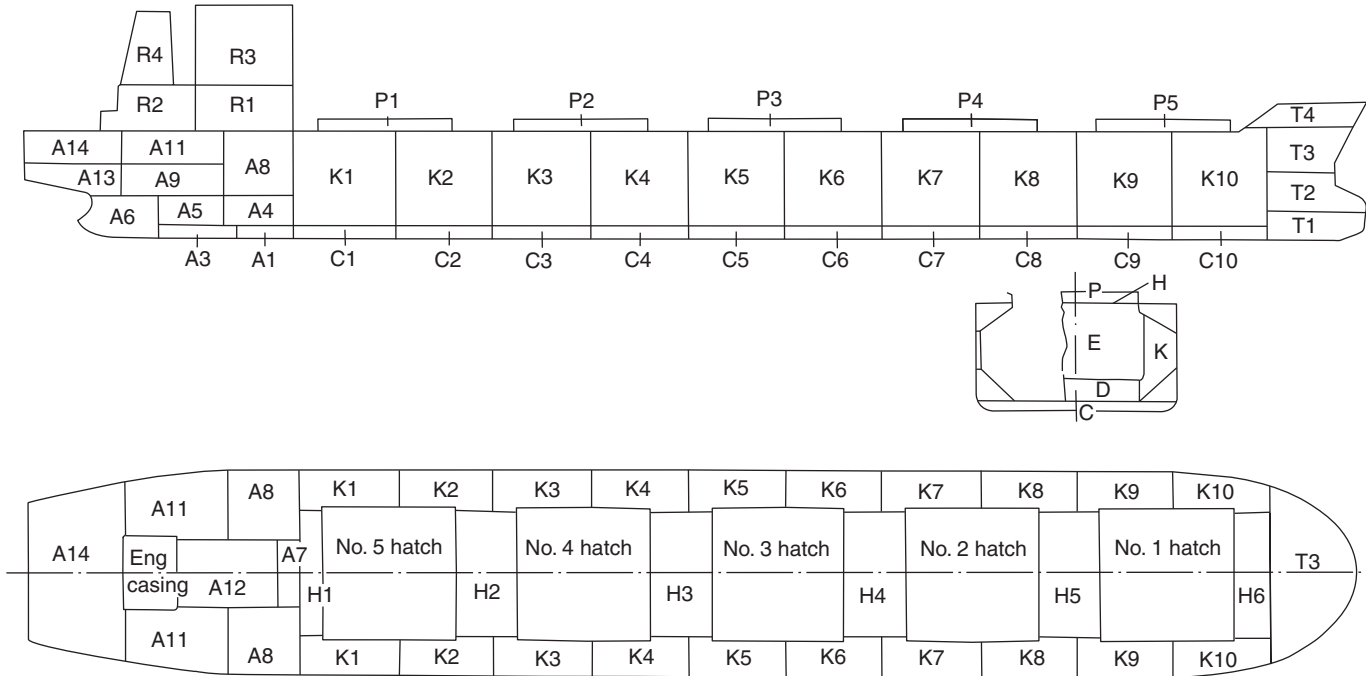 R4 R3
R2 R1 P1 P2 P3 P4 P5 T4
A14 A11 A8 K1 K2 K3 K4 K5 K6 K7 K8 K9 K10 T3
A13 A9 T2
A6 A5 A4 T1
A3 A1 C1 C2 C3 C4 C5 C6 C7 C8 C9 C10
P H
E K
D
C
A11 A8 K1 K2 K3 K4 K5 K6 K7 K8 K9 K10
A14 Eng A7 No. 5 hatch No. 4 hatch No. 3 hatch No. 2 hatch No. 1 hatch T3
casing A12 H1 H2 H3 H4 H5 H6
A11 A8 K1 K2 K3 K4 K5 K6 K7 K8 K9 K10